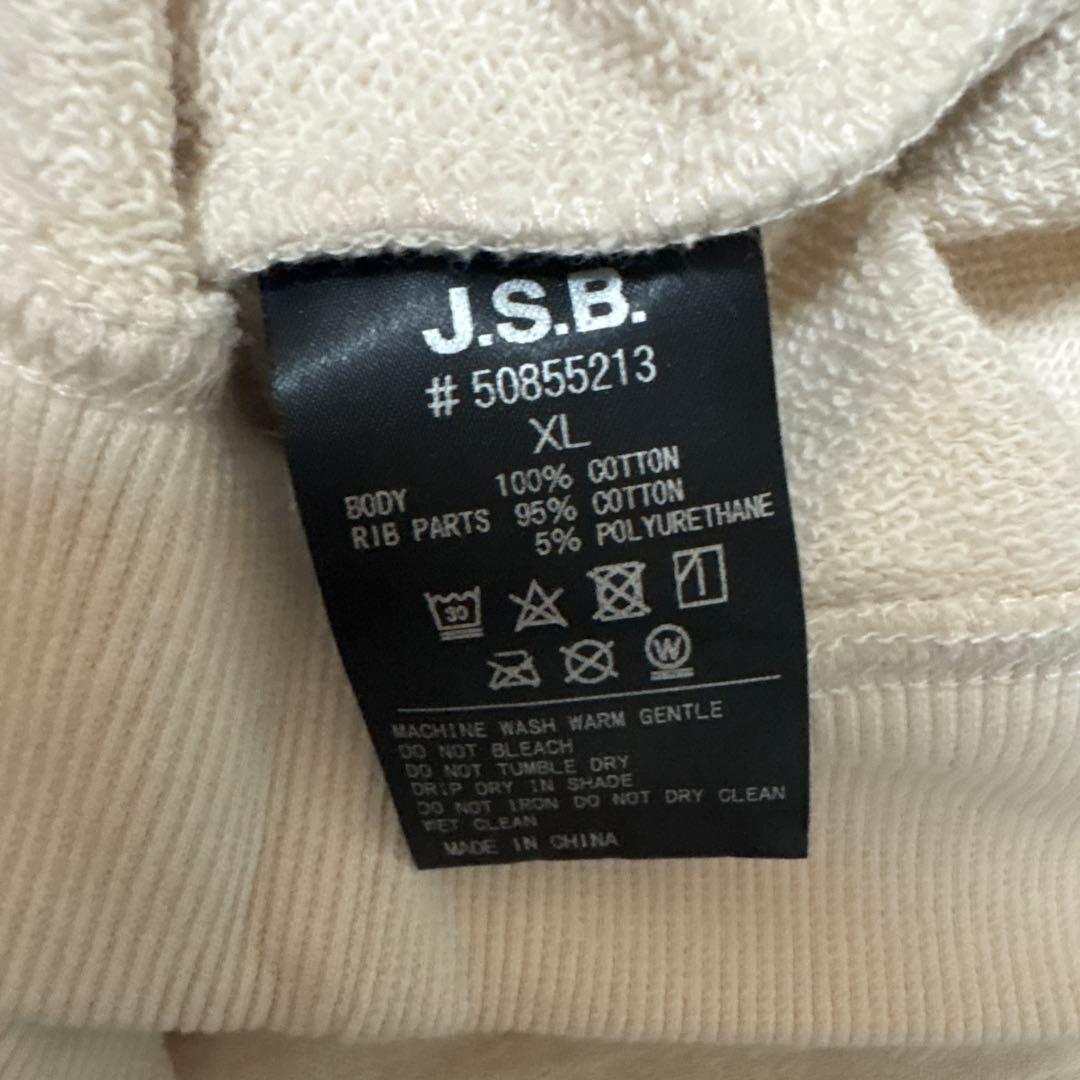 J.S.B.
# 50855213
XL
BODY 100% COTTON
RIB PARTS 95% COTTON
5% POLYURETHANE
30
W
MACHINE WASH WARM GENTLE
DO NOT BLEACH
DO NOT TUMBLE DRY
DRIP DRY IN SHADE
DO NOT IRON DO NOT DRY CLEAN
WET CLEAN
MADE IN CHINA